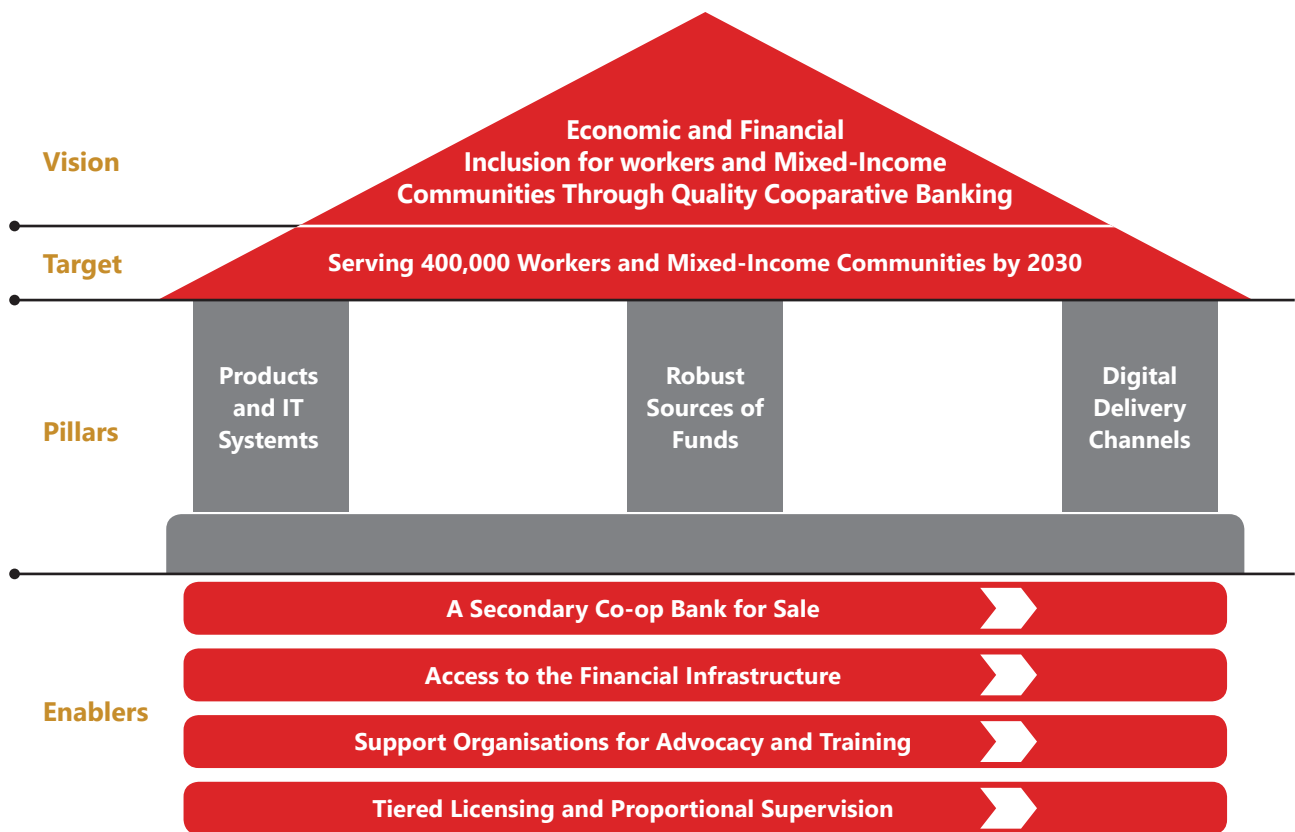 Vision
Economic and Financial
Inclusion for workers and Mixed-Income
Communities Through Quality Cooparative Banking
Target
Serving 400,000 Workers and Mixed-Income Communities by 2030
Pillars
Products
and IT
Systemts
Robust
Sources of
Funds
Digital
Delivery
Channels
Enablers
A Secondary Co-op Bank for Sale
Access to the Financial Infrastructure
Support Organisations for Advocacy and Training
Tiered Licensing and Proportional Supervision